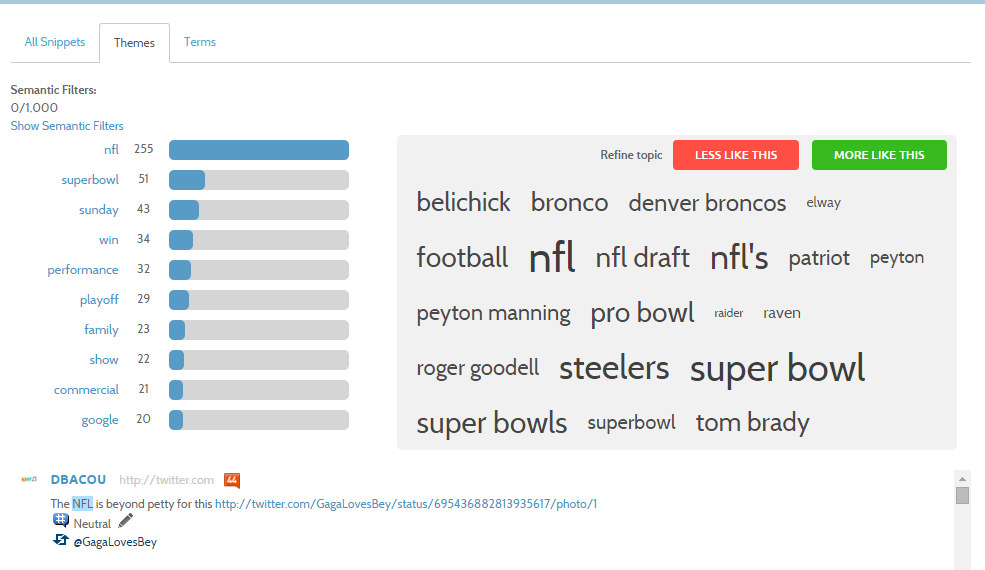 All Snippets Themes Terms
Semantic Filters:
0/1,000
Show Semantic Filters
nfl 255
superbowl 51
sunday 43
win 34
performance 32
playoff 29
family 23
show 22
commercial 21
google 20
Refine topic LESS LIKE THIS MORE LIKE THIS
belichick bronco denver broncos elway
football nfl nfl draft nfl's patriot peyton
peyton manning pro bowl raider raven
roger goodell steelers super bowl
super bowls superbowl tom brady
DBACOU http://twitter.com 44
The NFL is beyond petty for this http://twitter.com/GagaLovesBey/status/695436882813935617/photo/1
Neutral
@GagaLovesBey